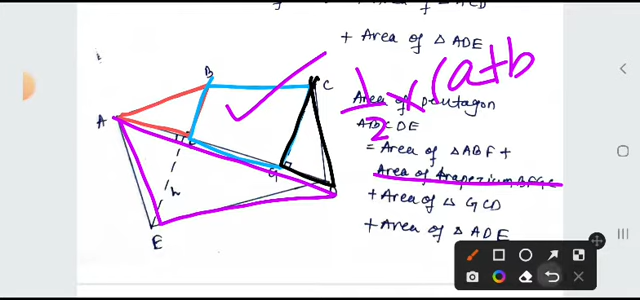 + Area of △ ADE
1/2 × (a+b
Area of pentagon
ABCDE
= Area of △ ABF +
Area of Trapezium BFGC
+ Area of △ GCD
+ Area of △ ADE
B
C
A
G
h
E